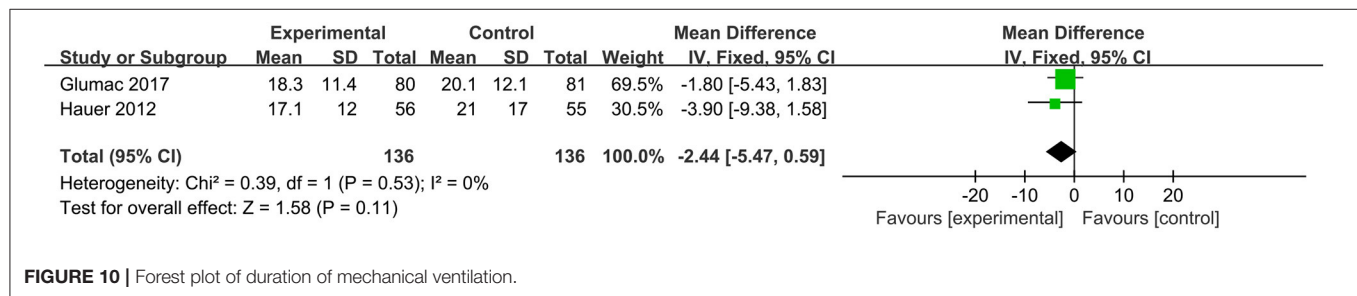 Experimental Control Mean Difference Mean Difference
Study or Subgroup Mean SD Total Mean SD Total Weight IV, Fixed, 95% CI IV, Fixed, 95% CI
Glumac 2017 18.3 11.4 80 20.1 12.1 81 69.5% -1.80 [-5.43, 1.83]
Hauer 2012 17.1 12 56 21 17 55 30.5% -3.90 [-9.38, 1.58]
Total (95% CI) 136 136 100.0% -2.44 [-5.47, 0.59]
Heterogeneity: Chi² = 0.39, df = 1 (P = 0.53); I² = 0%
Test for overall effect: Z = 1.58 (P = 0.11)
-20 -10 0 10 20
Favours [experimental] Favours [control]
FIGURE 10 | Forest plot of duration of mechanical ventilation.